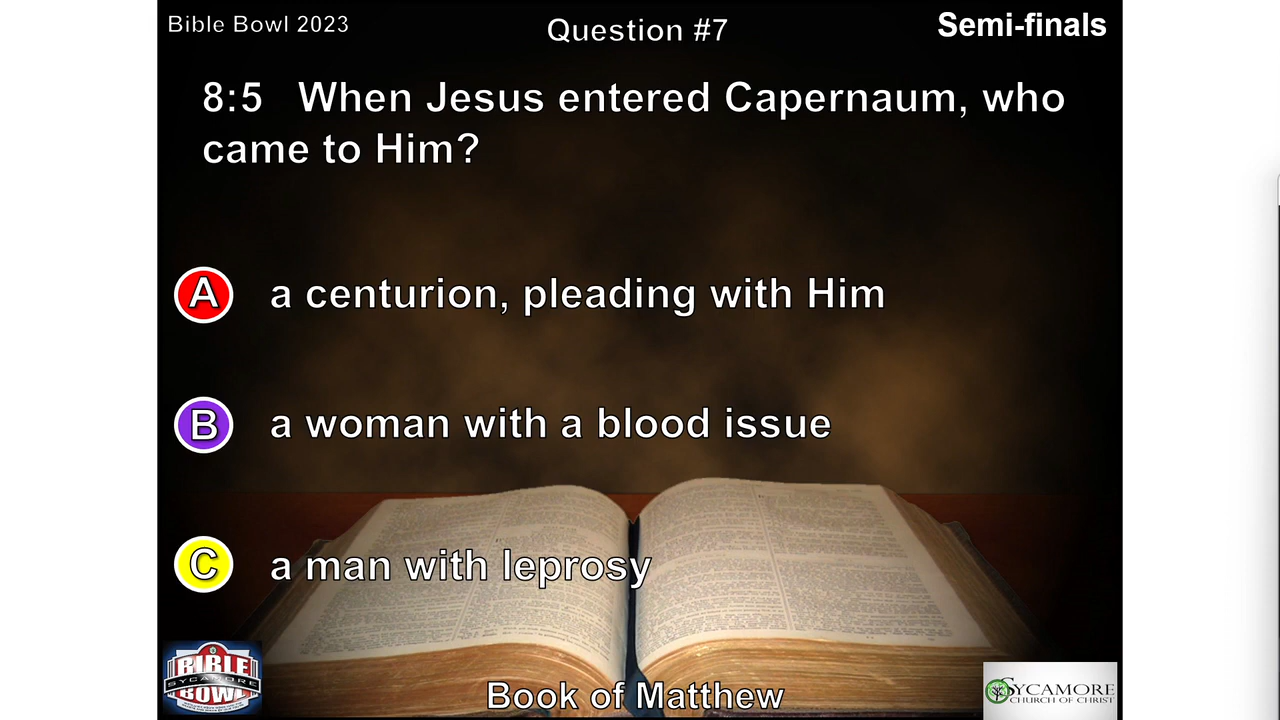 Bible Bowl 2023
Question #7
Semi-finals
8:5 When Jesus entered Capernaum, who
came to Him?
A a centurion, pleading with Him
B a woman with a blood issue
C a man with leprosy
BIBLE
SYCAMORE
BOWL
Book of Matthew
SYCAMORE
CHURCH OF CHRIST